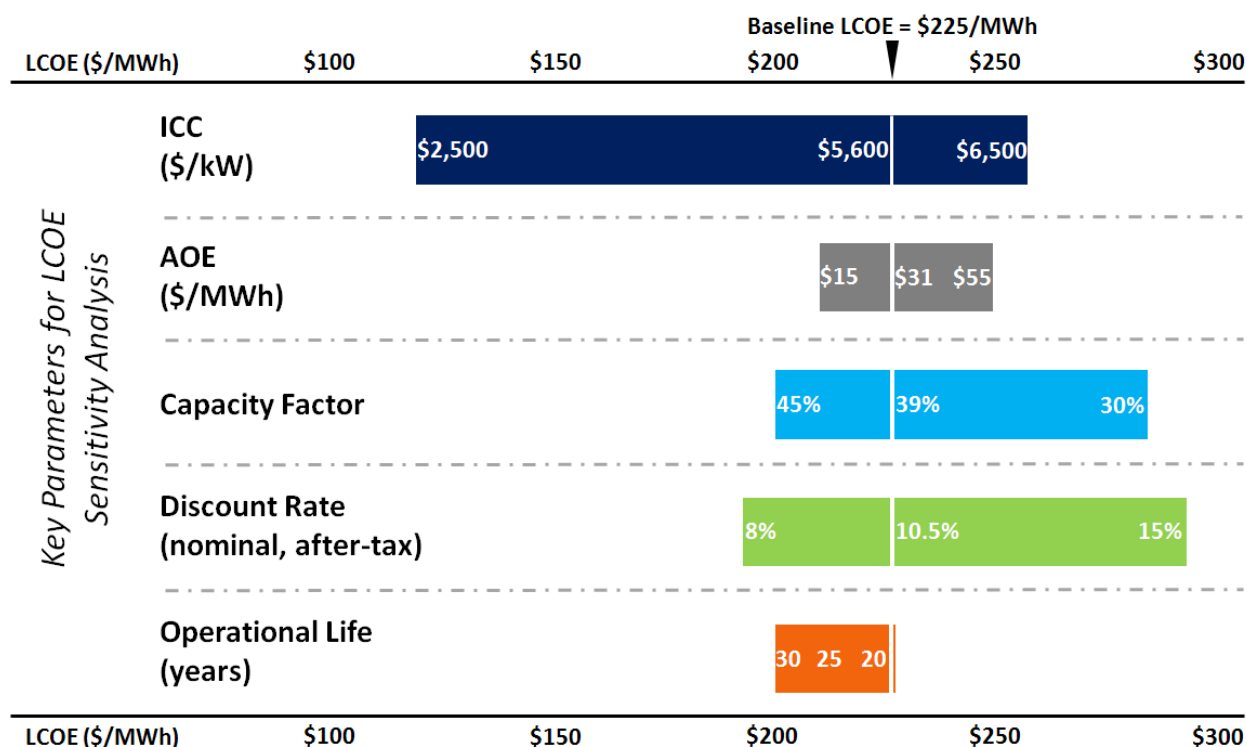 Baseline LCOE = $225/MWh
LCOE ($/MWh) $100 $150 $200 $250 $300
Key Parameters for LCOE
Sensitivity Analysis
ICC
($/kW)
$2,500 $5,600 $6,500
AOE
($/MWh)
$15 $31 $55
Capacity Factor
45% 39% 30%
Discount Rate
(nominal, after-tax)
8% 10.5% 15%
Operational Life
(years)
30 25 20
LCOE ($/MWh) $100 $150 $200 $250 $300